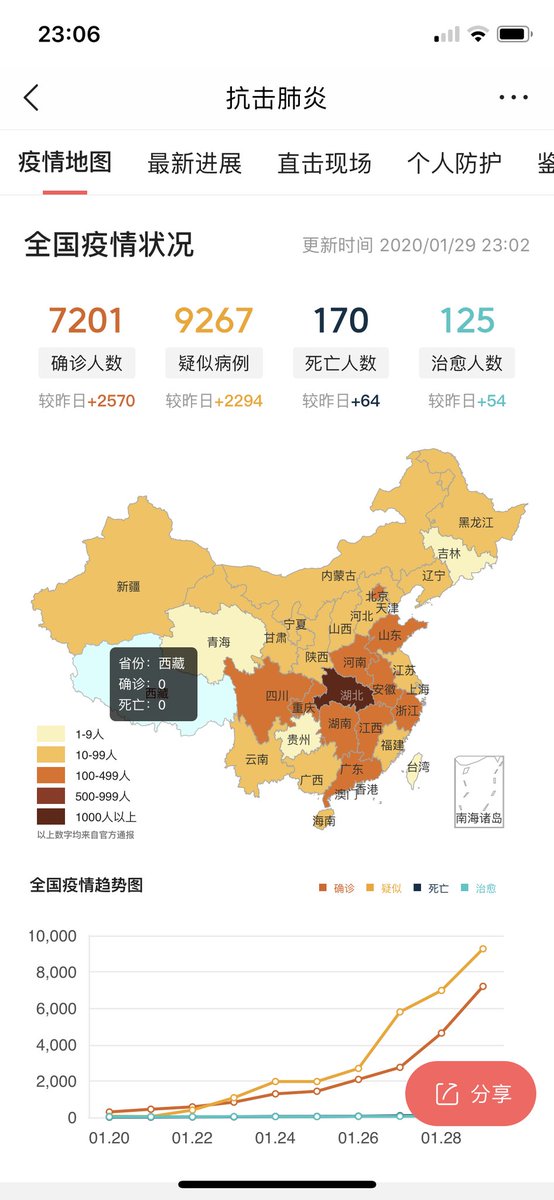 23:06
抗击肺炎
疫情地图 最新进展 直击现场 个人防护 鉴
全国疫情状况 更新时间 2020/01/29 23:02
7201 9267 170 125
确诊人数 疑似病例 死亡人数 治愈人数
较昨日+2570 较昨日+2294 较昨日+64 较昨日+54
黑龙江
吉林
辽宁
内蒙古
新疆
北京
天津
河北
宁夏
山西
山东
青海
甘肃
陕西
河南
江苏
省份：西藏
确诊：0
死亡：0
西藏
四川
重庆
湖北
安徽
上海
浙江
湖南
江西
贵州
福建
云南
广西
广东
台湾
澳门
香港
海南
南海诸岛
1-9人
10-99人
100-499人
500-999人
1000人以上
以上数字均来自官方通报
全国疫情趋势图 确诊 疑似 死亡 治愈
10,000
8,000
6,000
4,000
2,000
0
01.20 01.22 01.24 01.26 01.28
分享